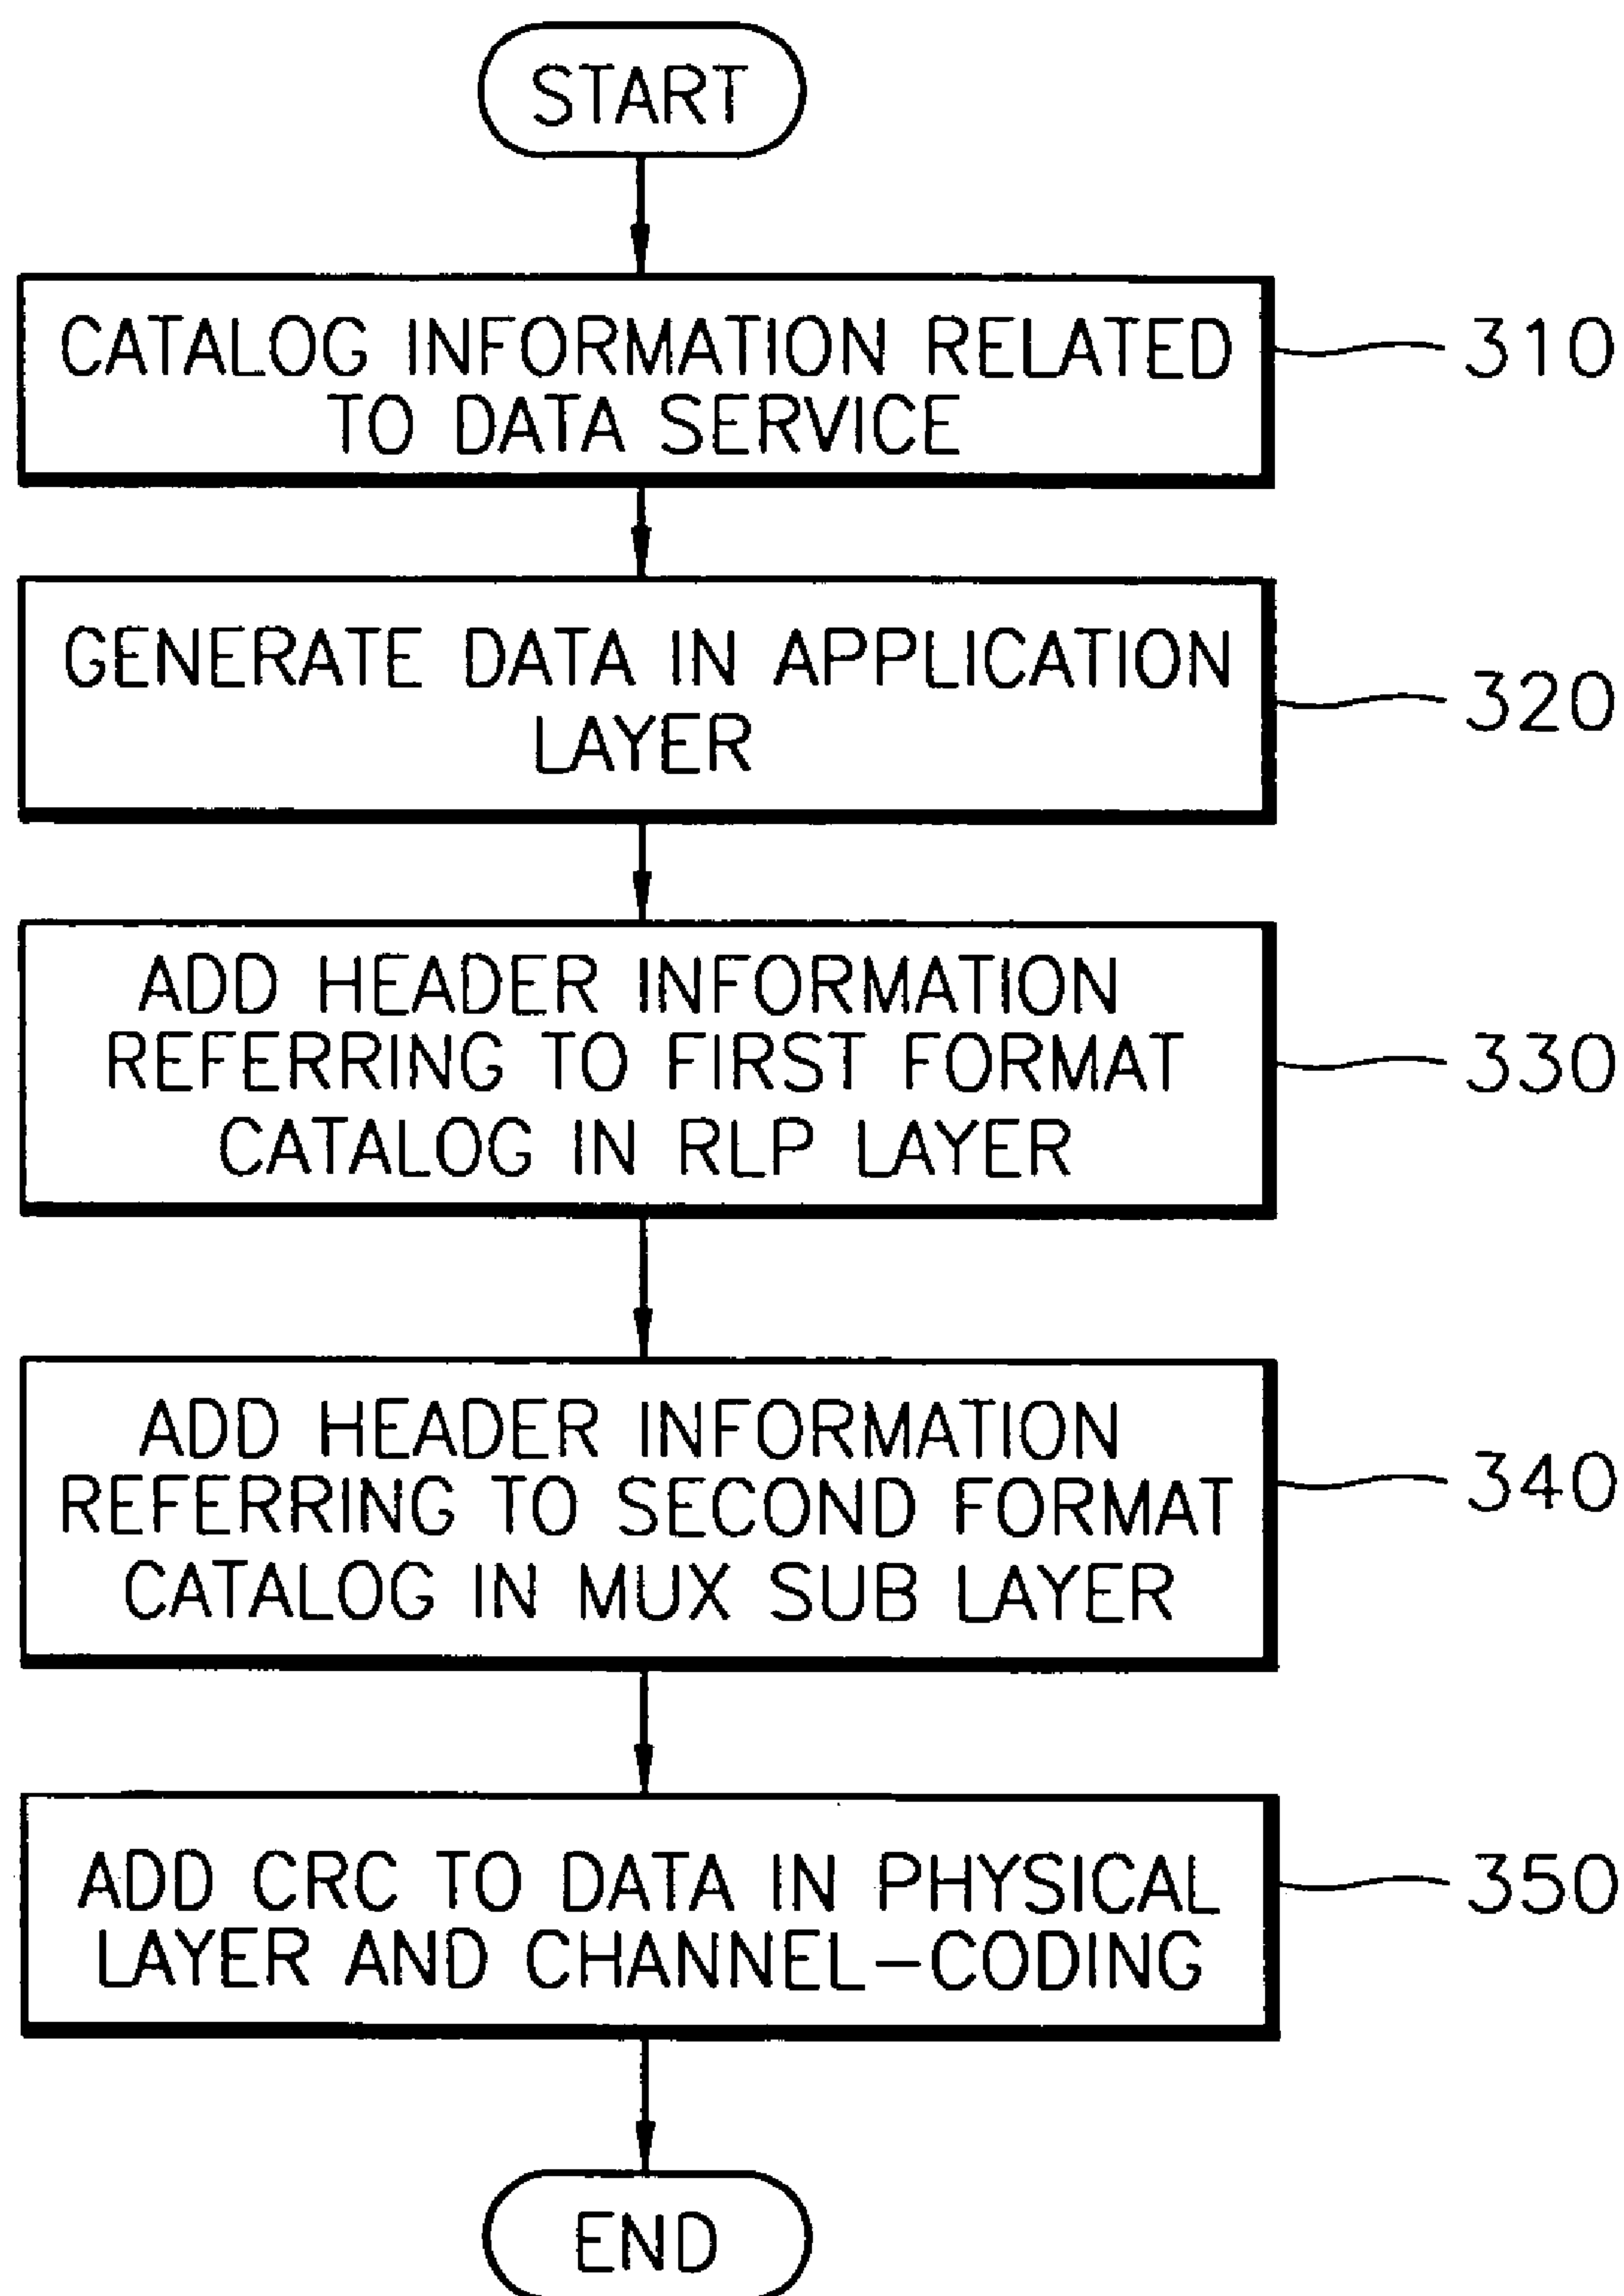 START
CATALOG INFORMATION RELATED
TO DATA SERVICE
310
GENERATE DATA IN APPLICATION
LAYER
320
ADD HEADER INFORMATION
REFERRING TO FIRST FORMAT
CATALOG IN RLP LAYER
330
ADD HEADER INFORMATION
REFERRING TO SECOND FORMAT
CATALOG IN MUX SUB LAYER
340
ADD CRC TO DATA IN PHYSICAL
LAYER AND CHANNEL-CODING
350
END